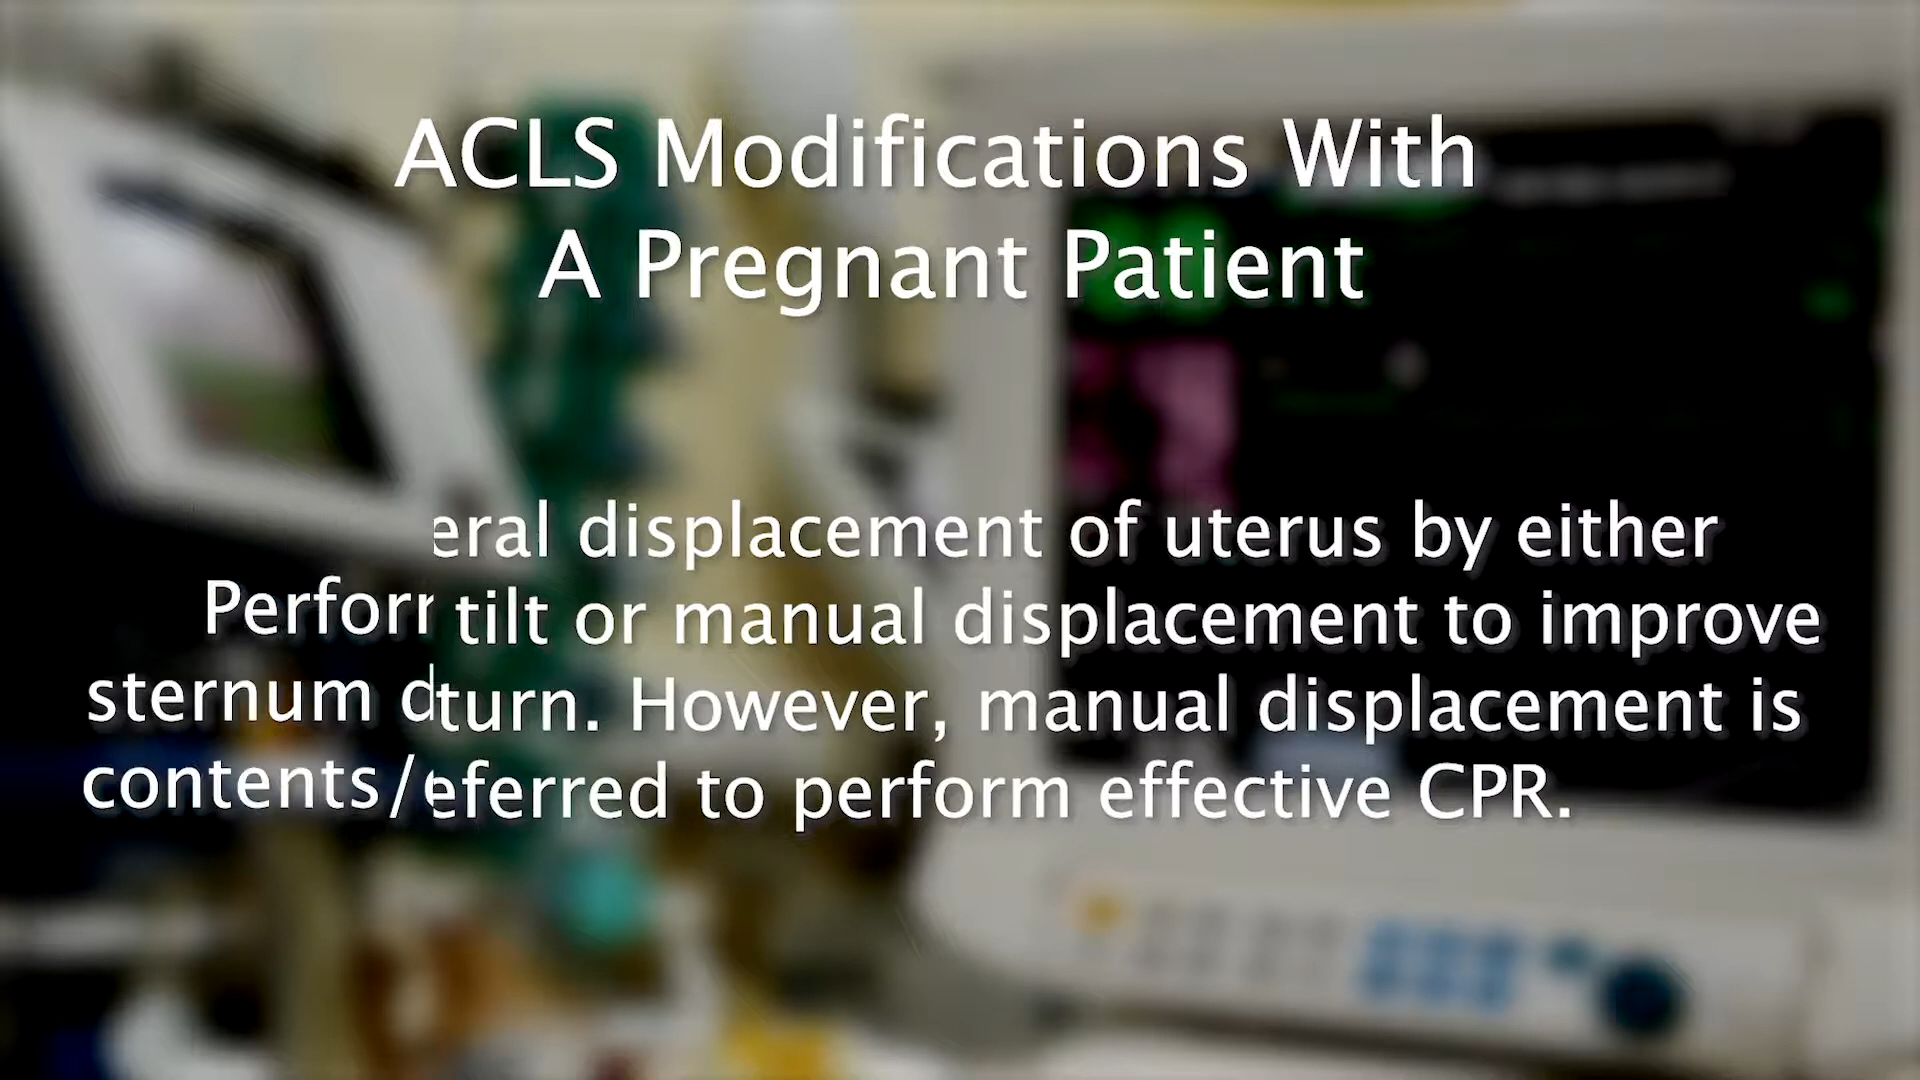 ACLS Modifications With
A Pregnant Patient
eral displacement of uterus by either
Perforr tilt or manual displacement to improve
sternum dturn. However, manual displacement is
contents/eferred to perform effective CPR.